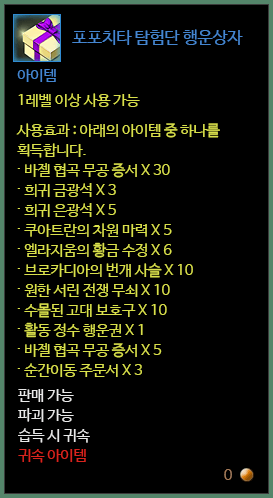 포포치타 탐험단 행운상자
아이템
1레벨 이상 사용 가능
사용효과 : 아래의 아이템 중 하나를
획득합니다.
· 바젤 협곡 무공 증서 X 30
· 희귀 금광석 X 3
· 희귀 은광석 X 5
· 쿠아트란의 차원 마력 X 5
· 엘라지움의 황금 수정 X 6
· 브로카디아의 번개 사슬 X 10
· 원한 서린 전쟁 무쇠 X 10
· 수몰된 고대 보호구 X 10
· 활동 정수 행운권 X 1
· 바젤 협곡 무공 증서 X 5
· 순간이동 주문서 X 3
판매 가능
파괴 가능
습득 시 귀속
귀속 아이템
0